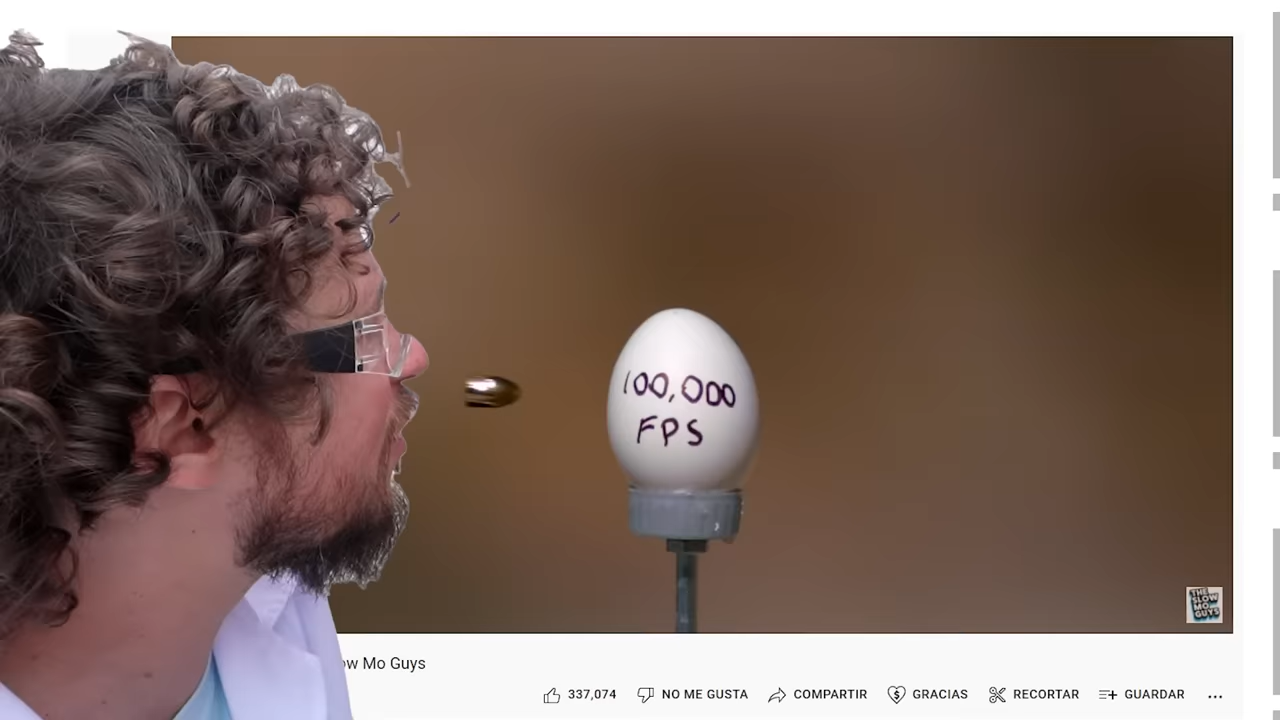 100,000
FPS
THE
SLOW
MO
GUYS
ow Mo Guys
337,074
NO ME GUSTA
COMPARTIR
GRACIAS
RECORTAR
GUARDAR